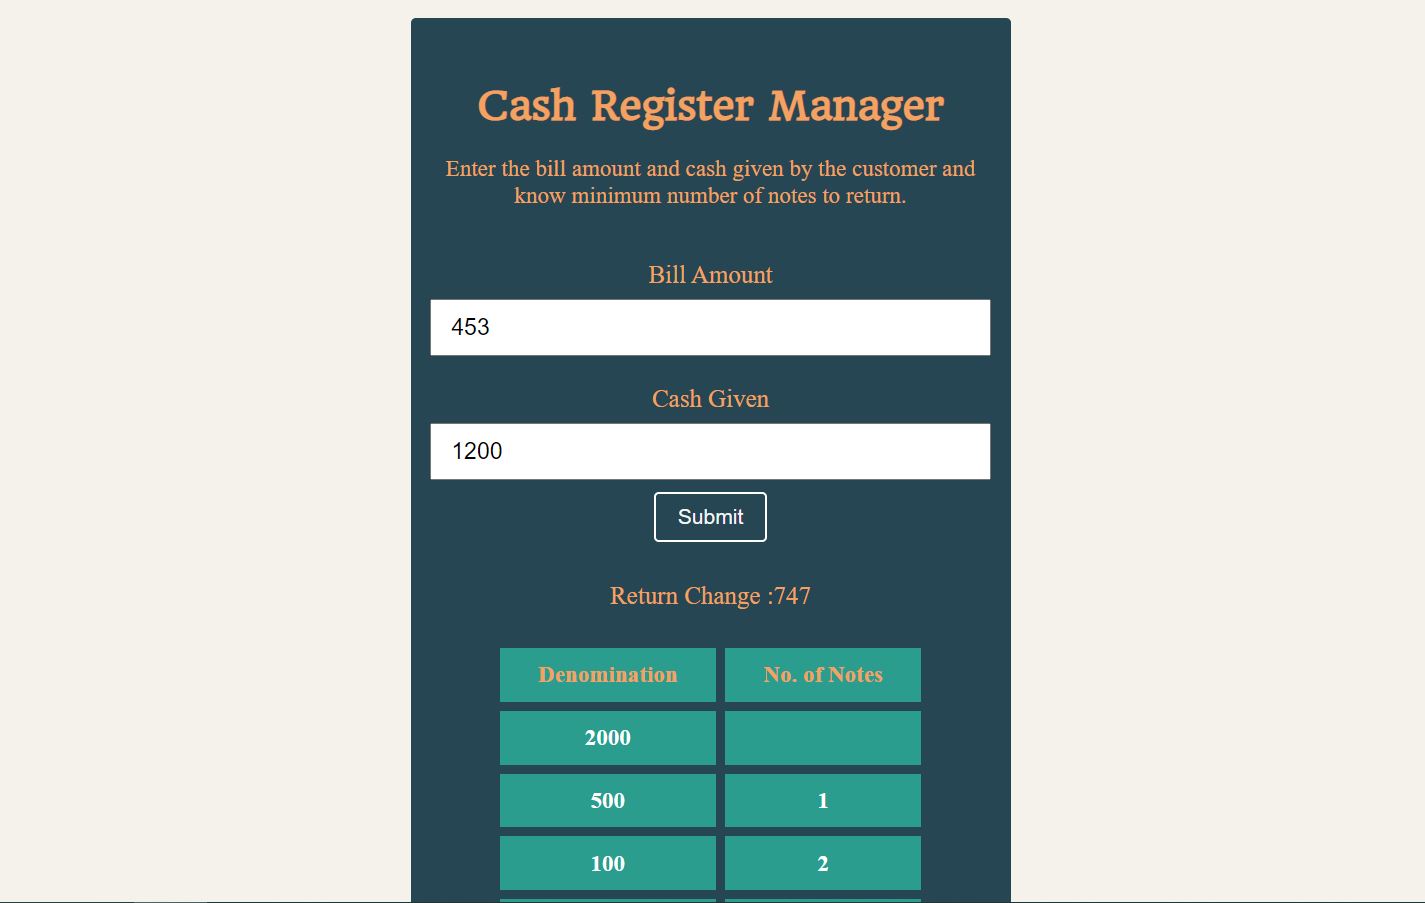 Cash Register Manager
Enter the bill amount and cash given by the customer and
know minimum number of notes to return.
Bill Amount
453
Cash Given
1200
Submit
Return Change :747
Denomination No. of Notes
2000
500 1
100 2